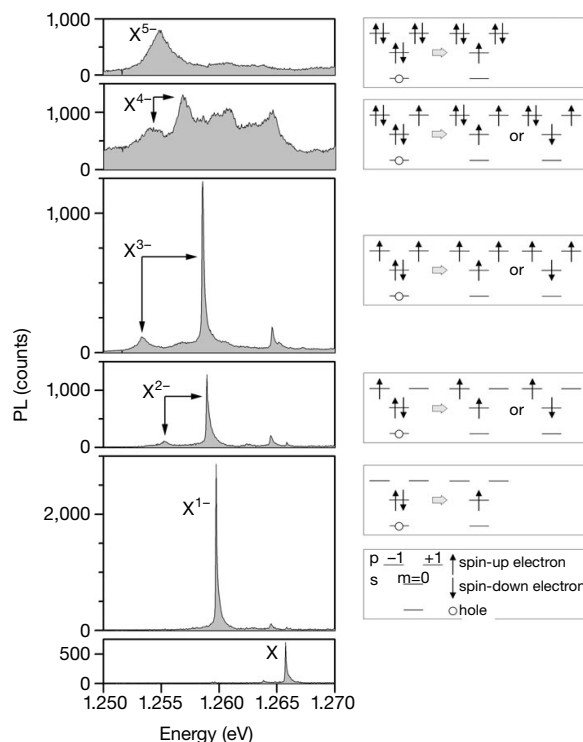 1,000
X5–
0
X4–
1,000
or
0
1,000
X3–
or
0
PL (counts)
1,000
X2–
or
0
2,000
X1–
p –1 +1 spin-up electron
s m=0 spin-down electron
hole
0
500
X
0
1.250 1.255 1.260 1.265 1.270
Energy (eV)